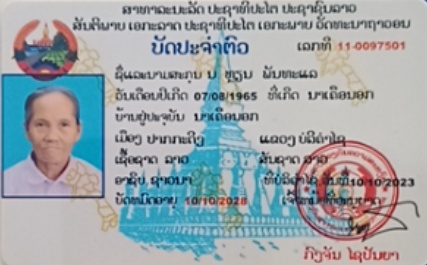 ສາທາລະນະລັດ ປະຊາທິປະໄຕ ປະຊາຊົນລາວ
ສັນຕິພາບ ເອກະລາດ ປະຊາທິປະໄຕ ເອກະພາບ ວັດທະນາຖາວອນ
ບັດປະຈຳຕົວ ເລກທີ 11-0097501
ຊື່ແລະນາມສະກຸນ ພັນທະແລ
ວັນເດືອນປີເກີດ 07/08/1965 ທີ່ເກີດ ນາເດືອນອກ
ບ້ານຢູ່ປະຈຸບັນ ນາເດືອນອກ
ເມືອງ ປາກກະດິງ ແຂວງ ບໍລິຄຳໄຊ
ເຊື້ອຊາດ ລາວ ສັນຊາດ ລາວ
ອາຊີບ ຊາວນາ ທີ່ບໍລິຄຳໄຊ ວັນທີ 10/10/2023
ບັດໝົດອາຍຸ 10/10/2028
ກົງຈັນ ໄຊປັນຍາ